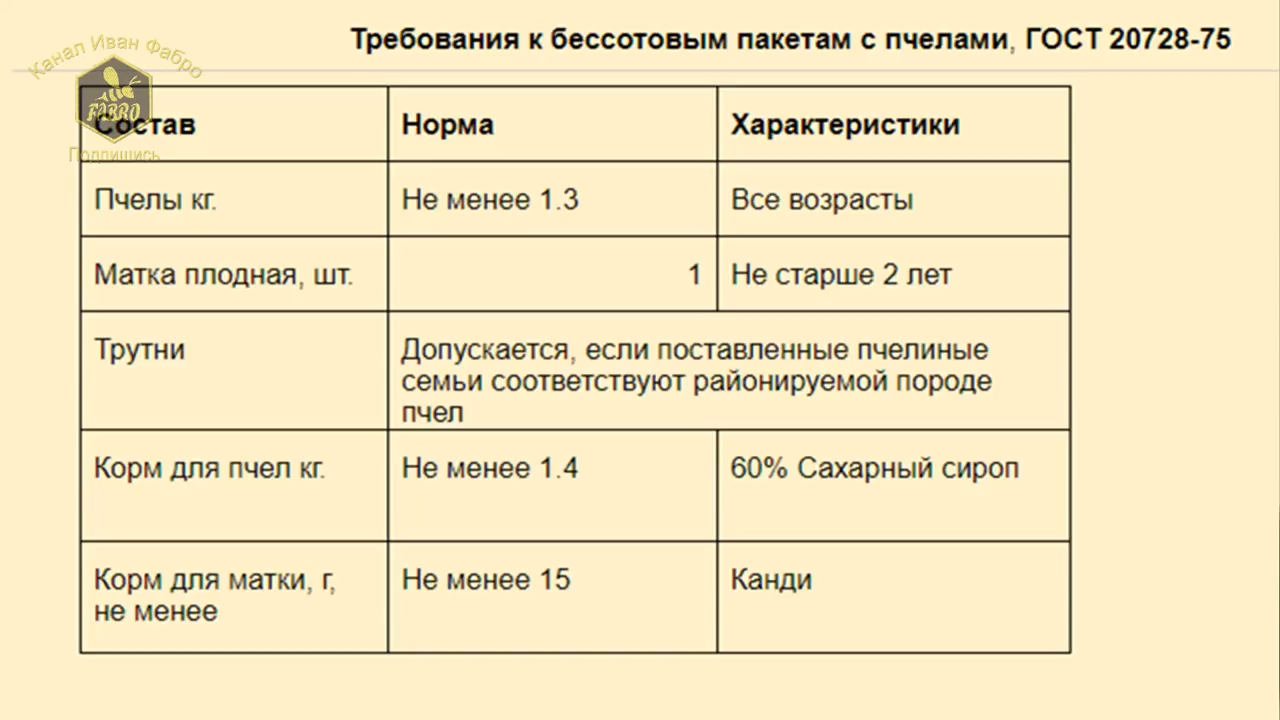 Требования к бессотовым пакетам с пчелами, ГОСТ 20728-75
Канал Иван Фабро
FABRO
Подпишись
Состав Норма Характеристики
Пчелы кг. Не менее 1.3 Все возрасты
Матка плодная, шт. 1 Не старше 2 лет
Трутни Допускается, если поставленные пчелиные
семьи соответствуют районируемой породе
пчел
Корм для пчел кг. Не менее 1.4 60% Сахарный сироп
Корм для матки, г, Не менее 15 Канди
не менее